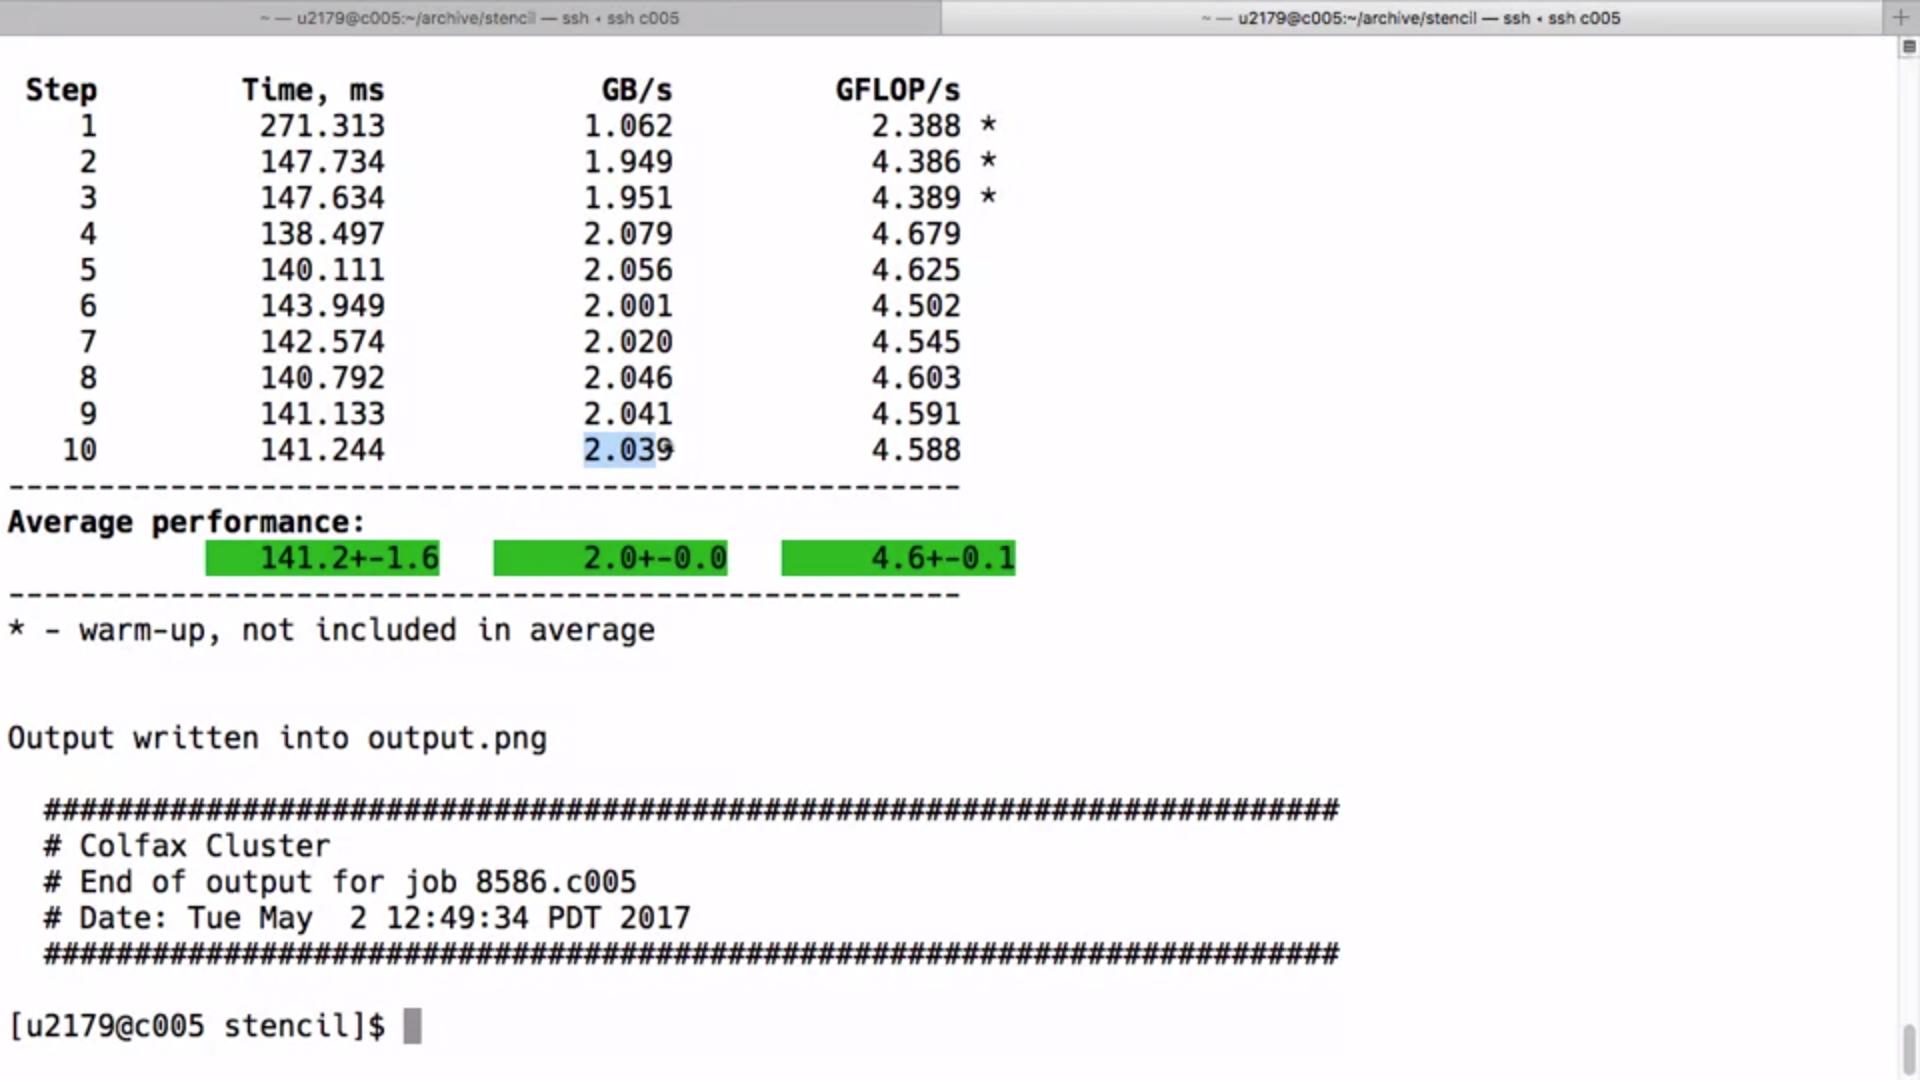 ~ — u2179@c005:~/archive/stencil — ssh ‹ ssh c005
~ — u2179@c005:~/archive/stencil — ssh ‹ ssh c005
Step Time, ms GB/s GFLOP/s
1 271.313 1.062 2.388 *
2 147.734 1.949 4.386 *
3 147.634 1.951 4.389 *
4 138.497 2.079 4.679
5 140.111 2.056 4.625
6 143.949 2.001 4.502
7 142.574 2.020 4.545
8 140.792 2.046 4.603
9 141.133 2.041 4.591
10 141.244 2.039 4.588
-----------------------------------------------------
Average performance:
141.2+-1.6 2.0+-0.0 4.6+-0.1
-----------------------------------------------------
* - warm-up, not included in average
Output written into output.png
########################################################################
# Colfax Cluster
# End of output for job 8586.c005
# Date: Tue May  2 12:49:34 PDT 2017
########################################################################
[u2179@c005 stencil]$